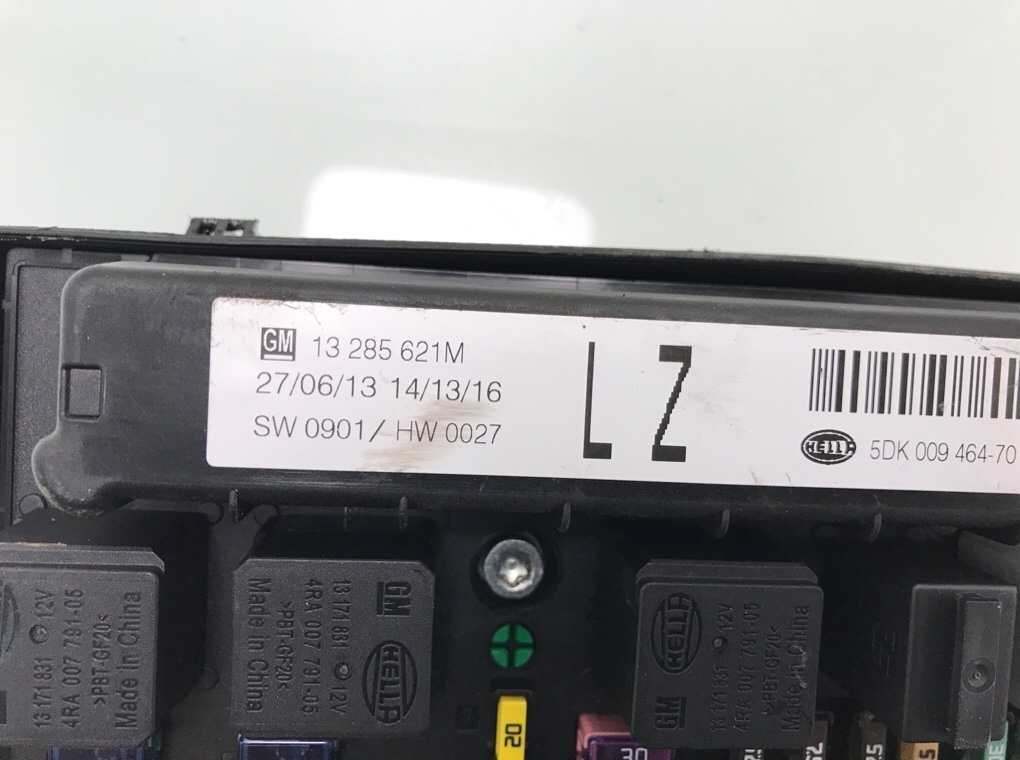 GM 13 285 621M
27/06/13 14/13/16
SW 0901/ HW 0027
LZ
HELLA 5DK 009 464-70
13 171 831 12V
4RA 007 791-05
>PBT-GF20<
Made in China
GM HELLA
13 171 831 12V
4RA 007 791-05
>PBT-GF20<
Made in China
GM HELLA
13 171 831 12V
4RA 007 791-05
>PBT-GF20<
Made in China
20
30